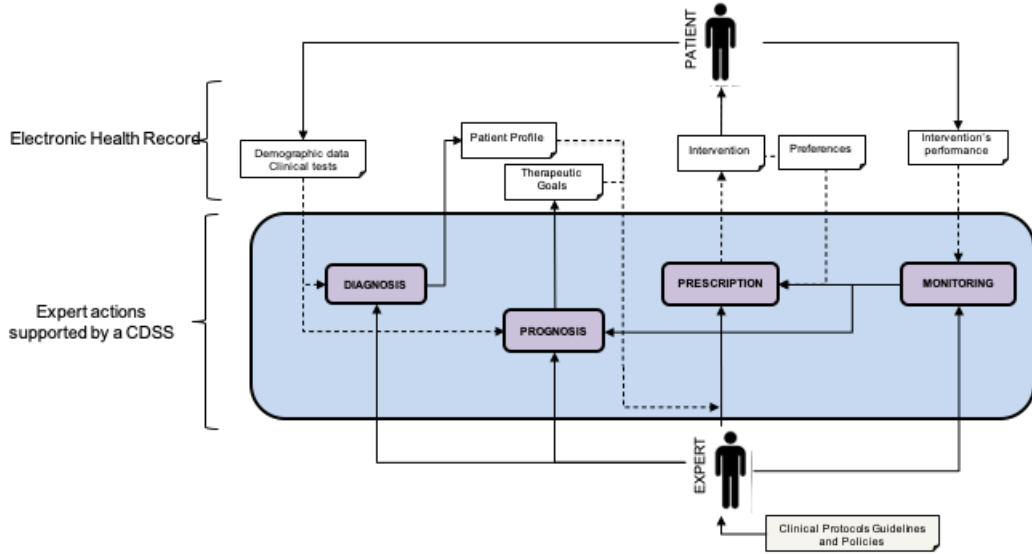 PATIENT
Electronic Health Record
Demographic data
Clinical tests
Patient Profile
Therapeutic
Goals
Intervention
Preferences
Intervention's
performance
Expert actions
supported by a CDSS
DIAGNOSIS
PROGNOSIS
PRESCRIPTION
MONITORING
EXPERT
Clinical Protocols Guidelines
and Policies